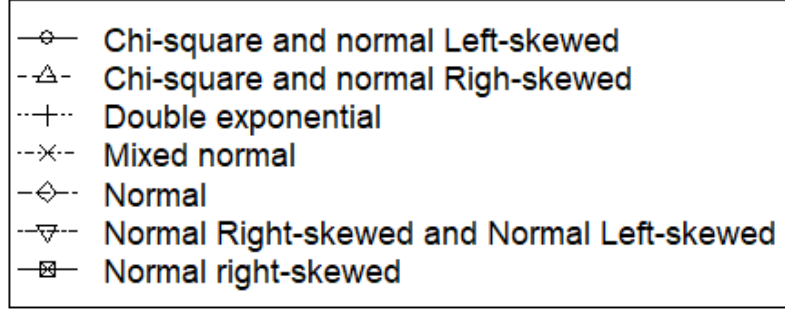 Chi-square and normal Left-skewed
Chi-square and normal Righ-skewed
Double exponential
Mixed normal
Normal
Normal Right-skewed and Normal Left-skewed
Normal right-skewed